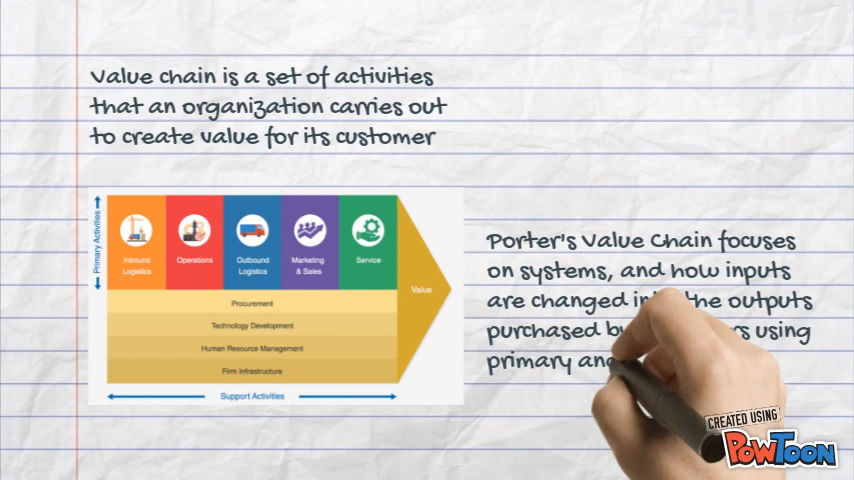 Value chain is a set of activities
that an organization carries out
to create value for its customer
Primary Activities
Inbound
Logistics
Operations
Outbound
Logistics
Marketing
& Sales
Service
Value
Procurement
Technology Development
Human Resource Management
Firm Infrastructure
Support Activities
Porter's Value Chain focuses
on systems, and how inputs
are changed the outputs
purchased using
primary
CREATED USING
POWTOON